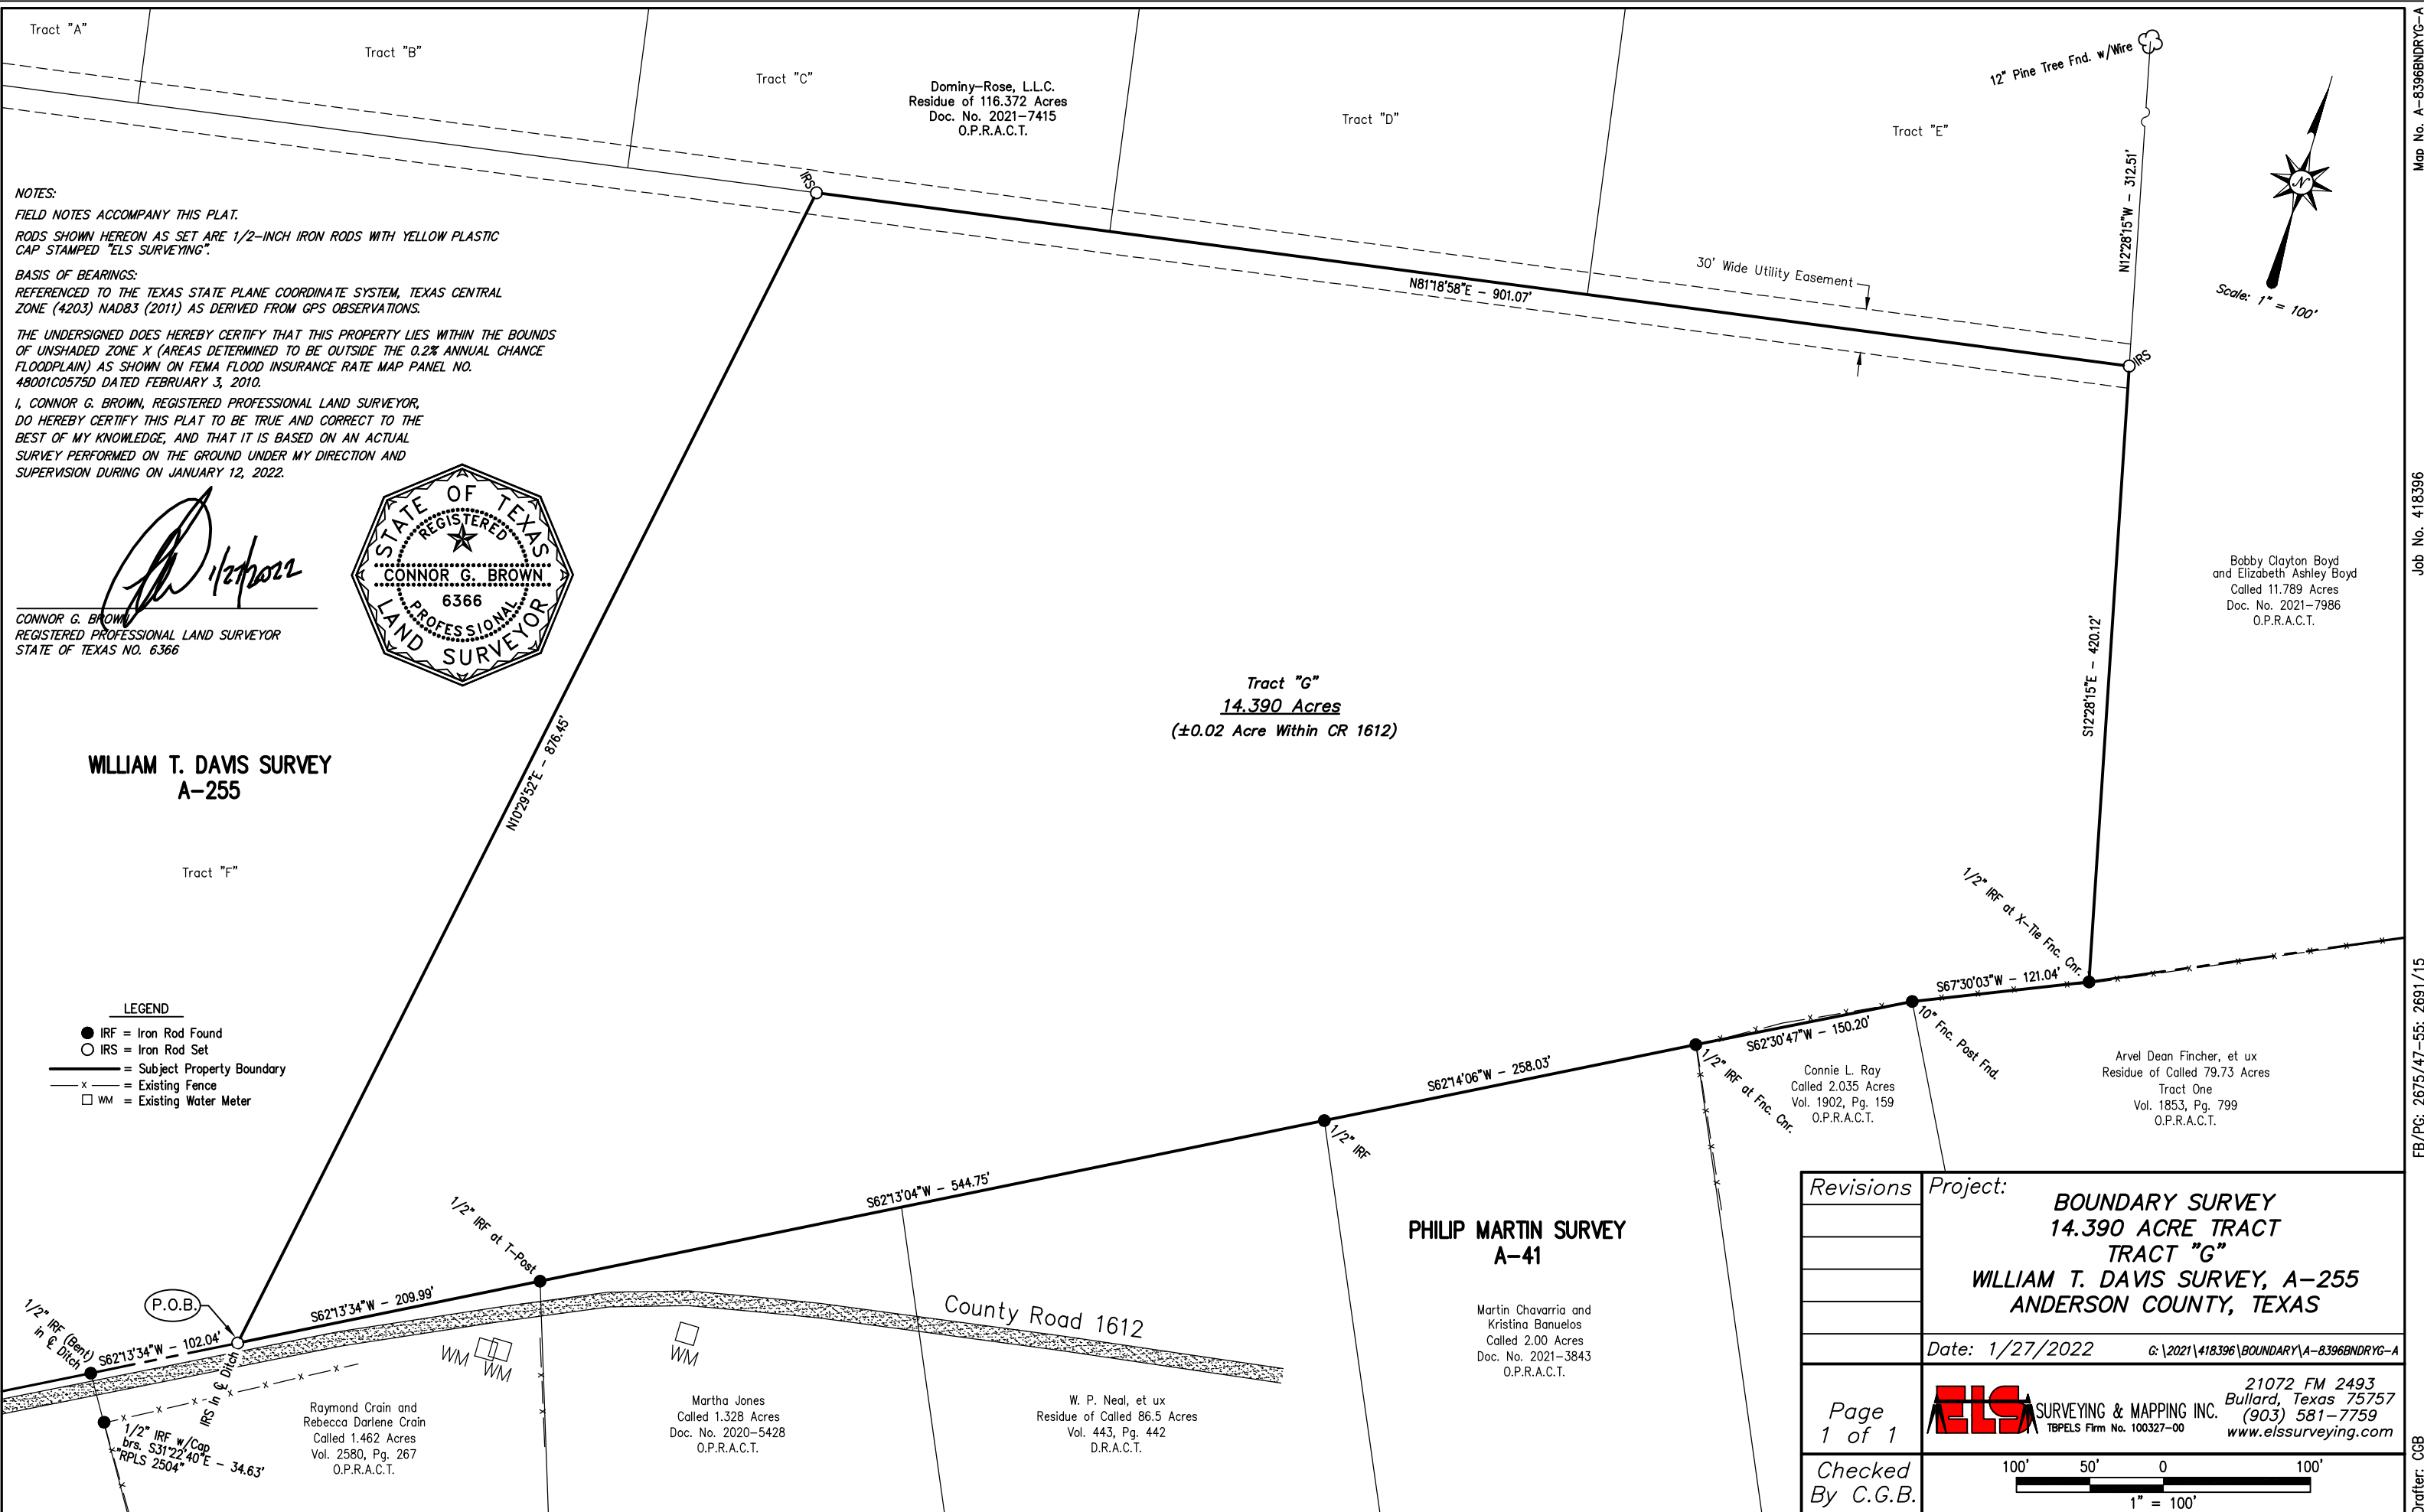 Tract "A"
Tract "B"
Tract "C"
Dominy-Rose, L.L.C.
Residue of 116.372 Acres
Doc. No. 2021-7415
O.P.R.A.C.T.
Tract "D"
Tract "E"
12" Pine Tree Fnd. w/Wire
N12°28'15"W - 312.51'
N
Scale: 1" = 100'
Map No. A-8396BNDRYG-A
Job No. 418396
FB/PG: 2675/47-55; 2691/15
Drafter: CGB
NOTES:
FIELD NOTES ACCOMPANY THIS PLAT.
RODS SHOWN HEREON AS SET ARE 1/2-INCH IRON RODS WITH YELLOW PLASTIC
CAP STAMPED "ELS SURVEYING".
BASIS OF BEARINGS:
REFERENCED TO THE TEXAS STATE PLANE COORDINATE SYSTEM, TEXAS CENTRAL
ZONE (4203) NAD83 (2011) AS DERIVED FROM GPS OBSERVATIONS.
THE UNDERSIGNED DOES HEREBY CERTIFY THAT THIS PROPERTY LIES WITHIN THE BOUNDS
OF UNSHADED ZONE X (AREAS DETERMINED TO BE OUTSIDE THE 0.2% ANNUAL CHANCE
FLOODPLAIN) AS SHOWN ON FEMA FLOOD INSURANCE RATE MAP PANEL NO.
48001C0575D DATED FEBRUARY 3, 2010.
I, CONNOR G. BROWN, REGISTERED PROFESSIONAL LAND SURVEYOR,
DO HEREBY CERTIFY THIS PLAT TO BE TRUE AND CORRECT TO THE
BEST OF MY KNOWLEDGE, AND THAT IT IS BASED ON AN ACTUAL
SURVEY PERFORMED ON THE GROUND UNDER MY DIRECTION AND
SUPERVISION DURING ON JANUARY 12, 2022.
1/27/2022
CONNOR G. BROWN
REGISTERED PROFESSIONAL LAND SURVEYOR
STATE OF TEXAS NO. 6366
STATE OF TEXAS
REGISTERED
CONNOR G. BROWN
6366
PROFESSIONAL
LAND SURVEYOR
IRS
30' Wide Utility Easement
N81°18'58"E - 901.07'
IRS
N10°29'52"E - 876.45'
S12°28'15"E - 420.12'
Bobby Clayton Boyd
and Elizabeth Ashley Boyd
Called 11.789 Acres
Doc. No. 2021-7986
O.P.R.A.C.T.
Tract "G"
14.390 Acres
(±0.02 Acre Within CR 1612)
WILLIAM T. DAVIS SURVEY
A-255
Tract "F"
LEGEND
IRF = Iron Rod Found
IRS = Iron Rod Set
= Subject Property Boundary
x = Existing Fence
WM = Existing Water Meter
1/2" IRF at X-Tie Fnc. Cnr.
S67°30'03"W - 121.04'
10" Fnc. Post Fnd.
S62°30'47"W - 150.20'
1/2" IRF at Fnc. Cnr.
S62°14'06"W - 258.03'
1/2" IRF
S62°13'04"W - 544.75'
1/2" IRF at T-Post
S62°13'34"W - 209.99'
P.O.B.
S62°13'34"W - 102.04'
1/2" IRF (Bent)
in ℄ Ditch
IRS in ℄ Ditch
1/2" IRF w/Cap
brs. S31°22'40"E - 34.63'
"RPLS 2504"
WM
WM
WM
County Road 1612
Connie L. Ray
Called 2.035 Acres
Vol. 1902, Pg. 159
O.P.R.A.C.T.
Arvel Dean Fincher, et ux
Residue of Called 79.73 Acres
Tract One
Vol. 1853, Pg. 799
O.P.R.A.C.T.
PHILIP MARTIN SURVEY
A-41
Martin Chavarria and
Kristina Banuelos
Called 2.00 Acres
Doc. No. 2021-3843
O.P.R.A.C.T.
Raymond Crain and
Rebecca Darlene Crain
Called 1.462 Acres
Vol. 2580, Pg. 267
O.P.R.A.C.T.
Martha Jones
Called 1.328 Acres
Doc. No. 2020-5428
O.P.R.A.C.T.
W. P. Neal, et ux
Residue of Called 86.5 Acres
Vol. 443, Pg. 442
D.R.A.C.T.
Revisions
Project:
BOUNDARY SURVEY
14.390 ACRE TRACT
TRACT "G"
WILLIAM T. DAVIS SURVEY, A-255
ANDERSON COUNTY, TEXAS
Date: 1/27/2022
G:\2021\418396\BOUNDARY\A-8396BNDRYG-A
Page
1 of 1
ELS
SURVEYING & MAPPING INC.
TBPELS Firm No. 100327-00
21072 FM 2493
Bullard, Texas 75757
(903) 581-7759
www.elssurveying.com
Checked
By C.G.B.
100' 50' 0 100'
1" = 100'